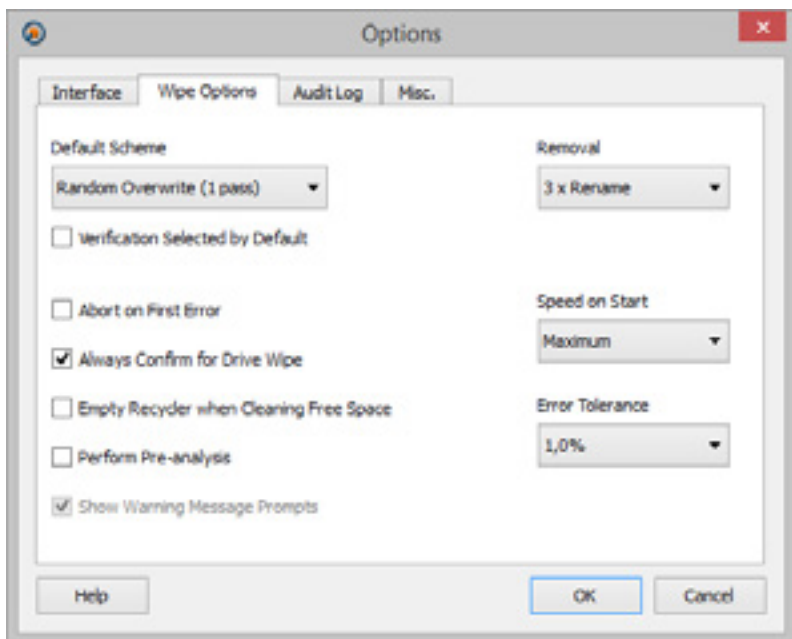 Options
Interface
Wipe Options
Audit Log
Misc.
Default Scheme
Removal
Random Overwrite (1 pass)
3 x Rename
Verification Selected by Default
Abort on First Error
Speed on Start
Always Confirm for Drive Wipe
Maximum
Empty Recycler when Cleaning Free Space
Error Tolerance
Perform Pre-analysis
1,0%
Show Warning Message Prompts
Help
OK
Cancel